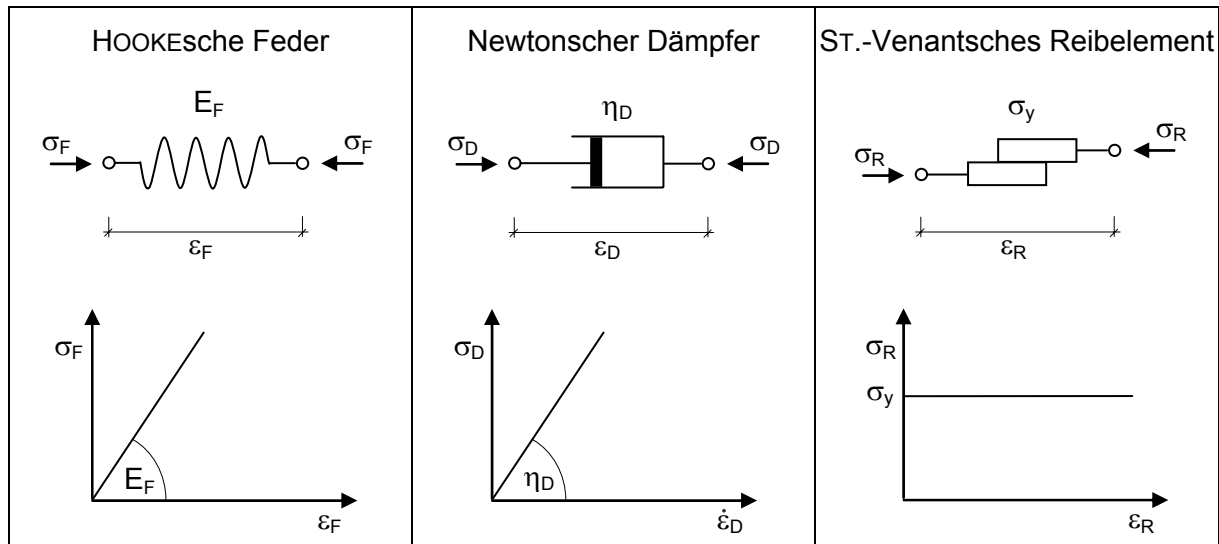 HOOKEsche Feder
E_F
σ_F σ_F
ε_F
σ_F
E_F
ε_F
Newtonscher Dämpfer
η_D
σ_D σ_D
ε_D
σ_D
η_D
ε̇_D
ST.-Venantsches Reibelement
σ_y
σ_R
σ_R
ε_R
σ_R
σ_y
ε_R